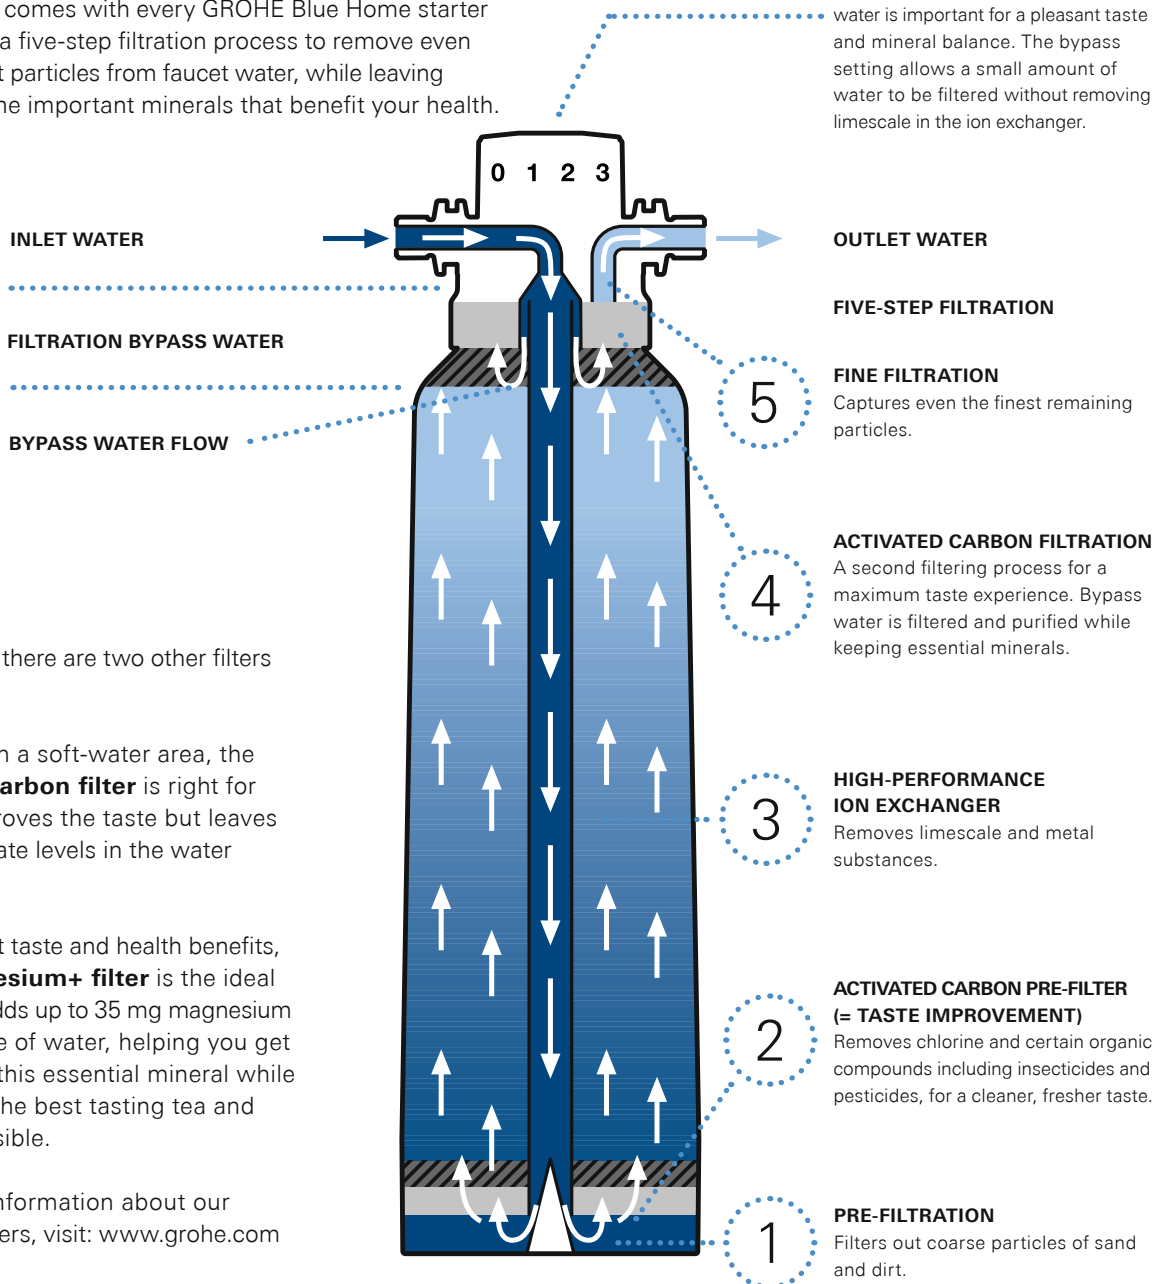 comes with every GROHE Blue Home starter
a five-step filtration process to remove even
particles from faucet water, while leaving
important minerals that benefit your health.
water is important for a pleasant taste
and mineral balance. The bypass
setting allows a small amount of
water to be filtered without removing
limescale in the ion exchanger.
0 1 2 3
INLET WATER
FILTRATION BYPASS WATER
BYPASS WATER FLOW
there are two other filters
a soft-water area, the
carbon filter is right for
the taste but leaves
levels in the water
taste and health benefits,
filter is the ideal
up to 35 mg magnesium
of water, helping you get
this essential mineral while
the best tasting tea and
information about our
visit: www.grohe.com
OUTLET WATER
FIVE-STEP FILTRATION
5
FINE FILTRATION
Captures even the finest remaining
particles.
4
ACTIVATED CARBON FILTRATION
A second filtering process for a
maximum taste experience. Bypass
water is filtered and purified while
keeping essential minerals.
3
HIGH-PERFORMANCE
ION EXCHANGER
Removes limescale and metal
substances.
2
ACTIVATED CARBON PRE-FILTER
(= TASTE IMPROVEMENT)
Removes chlorine and certain organic
compounds including insecticides and
pesticides, for a cleaner, fresher taste.
1
PRE-FILTRATION
Filters out coarse particles of sand
and dirt.